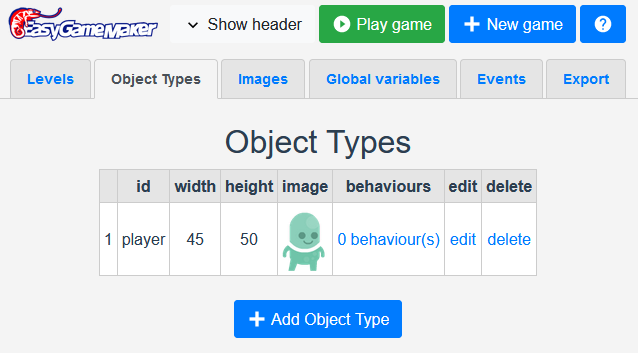 EasyGameMaker Show header Play game New game
Levels Object Types Images Global variables Events Export
Object Types
id width height image behaviours edit delete
1 player 45 50 0 behaviour(s) edit delete
Add Object Type